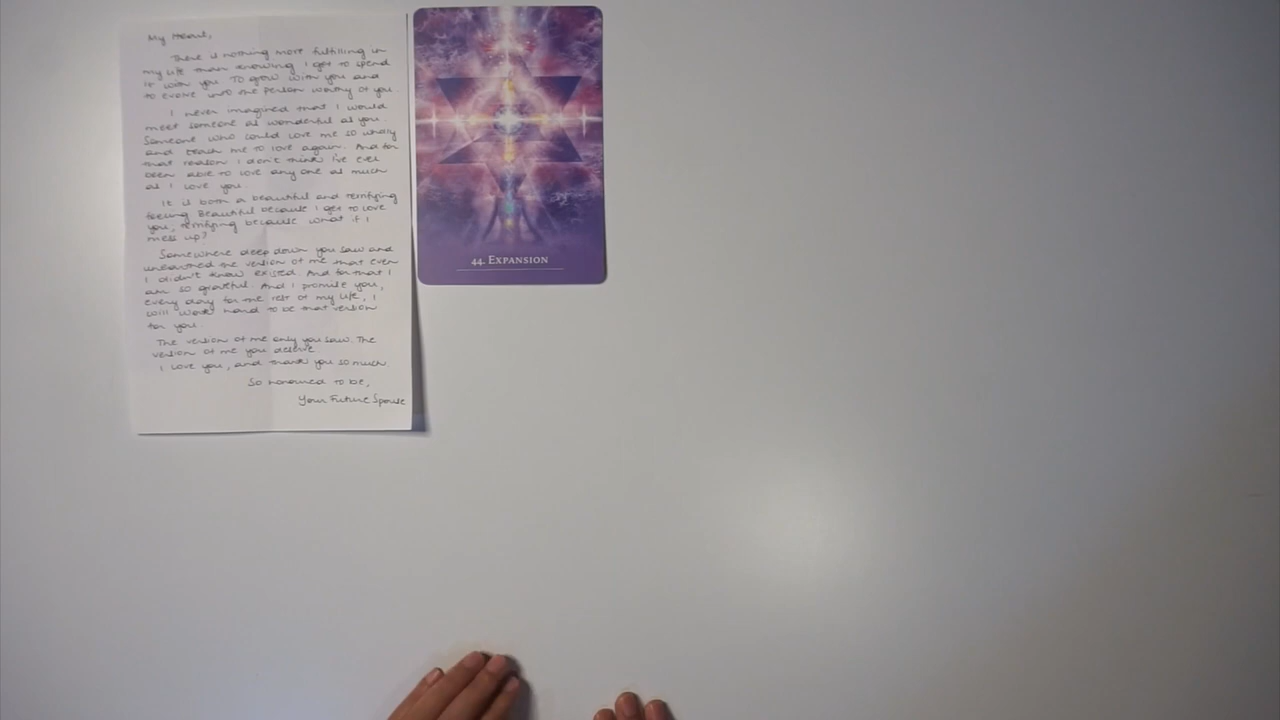 My Heart,
There is nothing more fulfilling in
my life than knowing I get to spend
it with you. To grow with you and
to evolve into the person worthy of you.
I never imagined that I would
meet someone as wonderful as you.
Someone who could love me so wholly
and teach me to love again. And for
that reason I don't think I've ever
been able to love any one as much
as I love you.
It is both a beautiful and terrifying
feeling. Beautiful because I get to love
you, terrifying because what if I
mess up?
Somewhere deep down you saw and
unearthed the version of me that even
I didn't know existed. And for that I
am so grateful. And I promise you,
every day for the rest of my life, I
will work hard to be that version
for you.
The version of me only you saw. The
version of me you deserve.
I love you, and thank you so much.
So honoured to be,
Your Future Spouse
44. EXPANSION